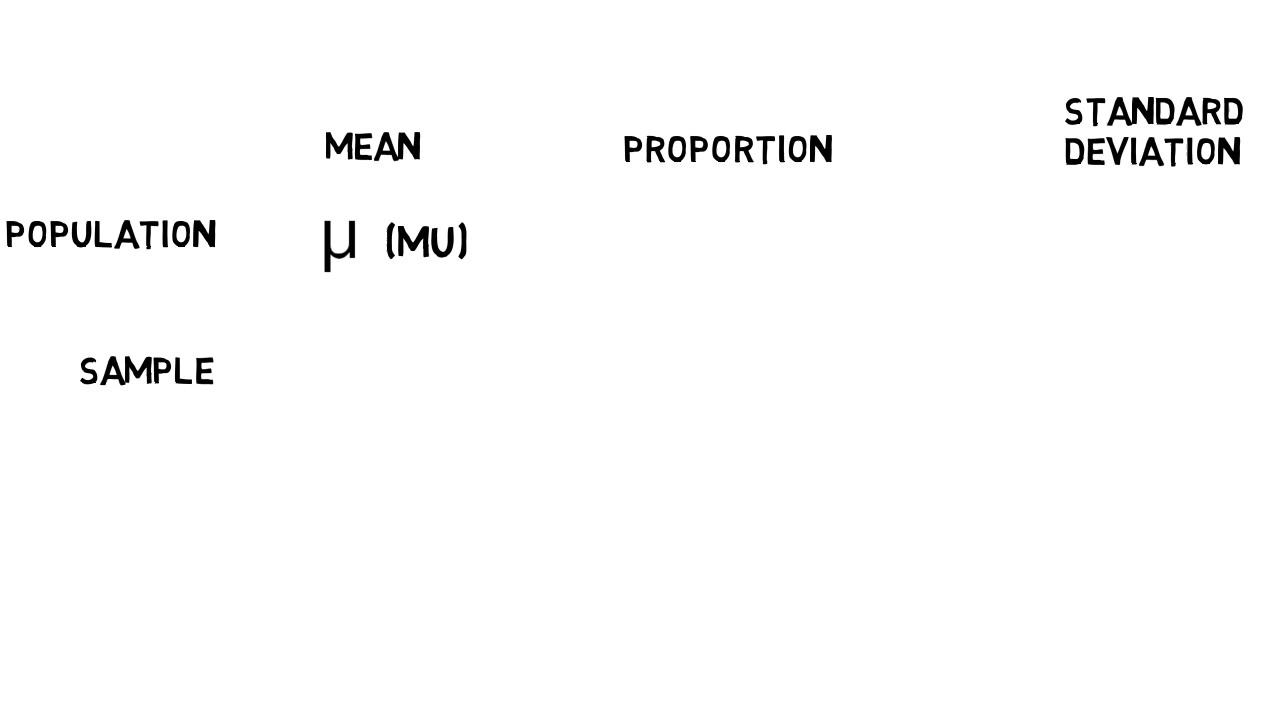 MEAN
PROPORTION
STANDARD
DEVIATION
POPULATION
μ (MU)
SAMPLE